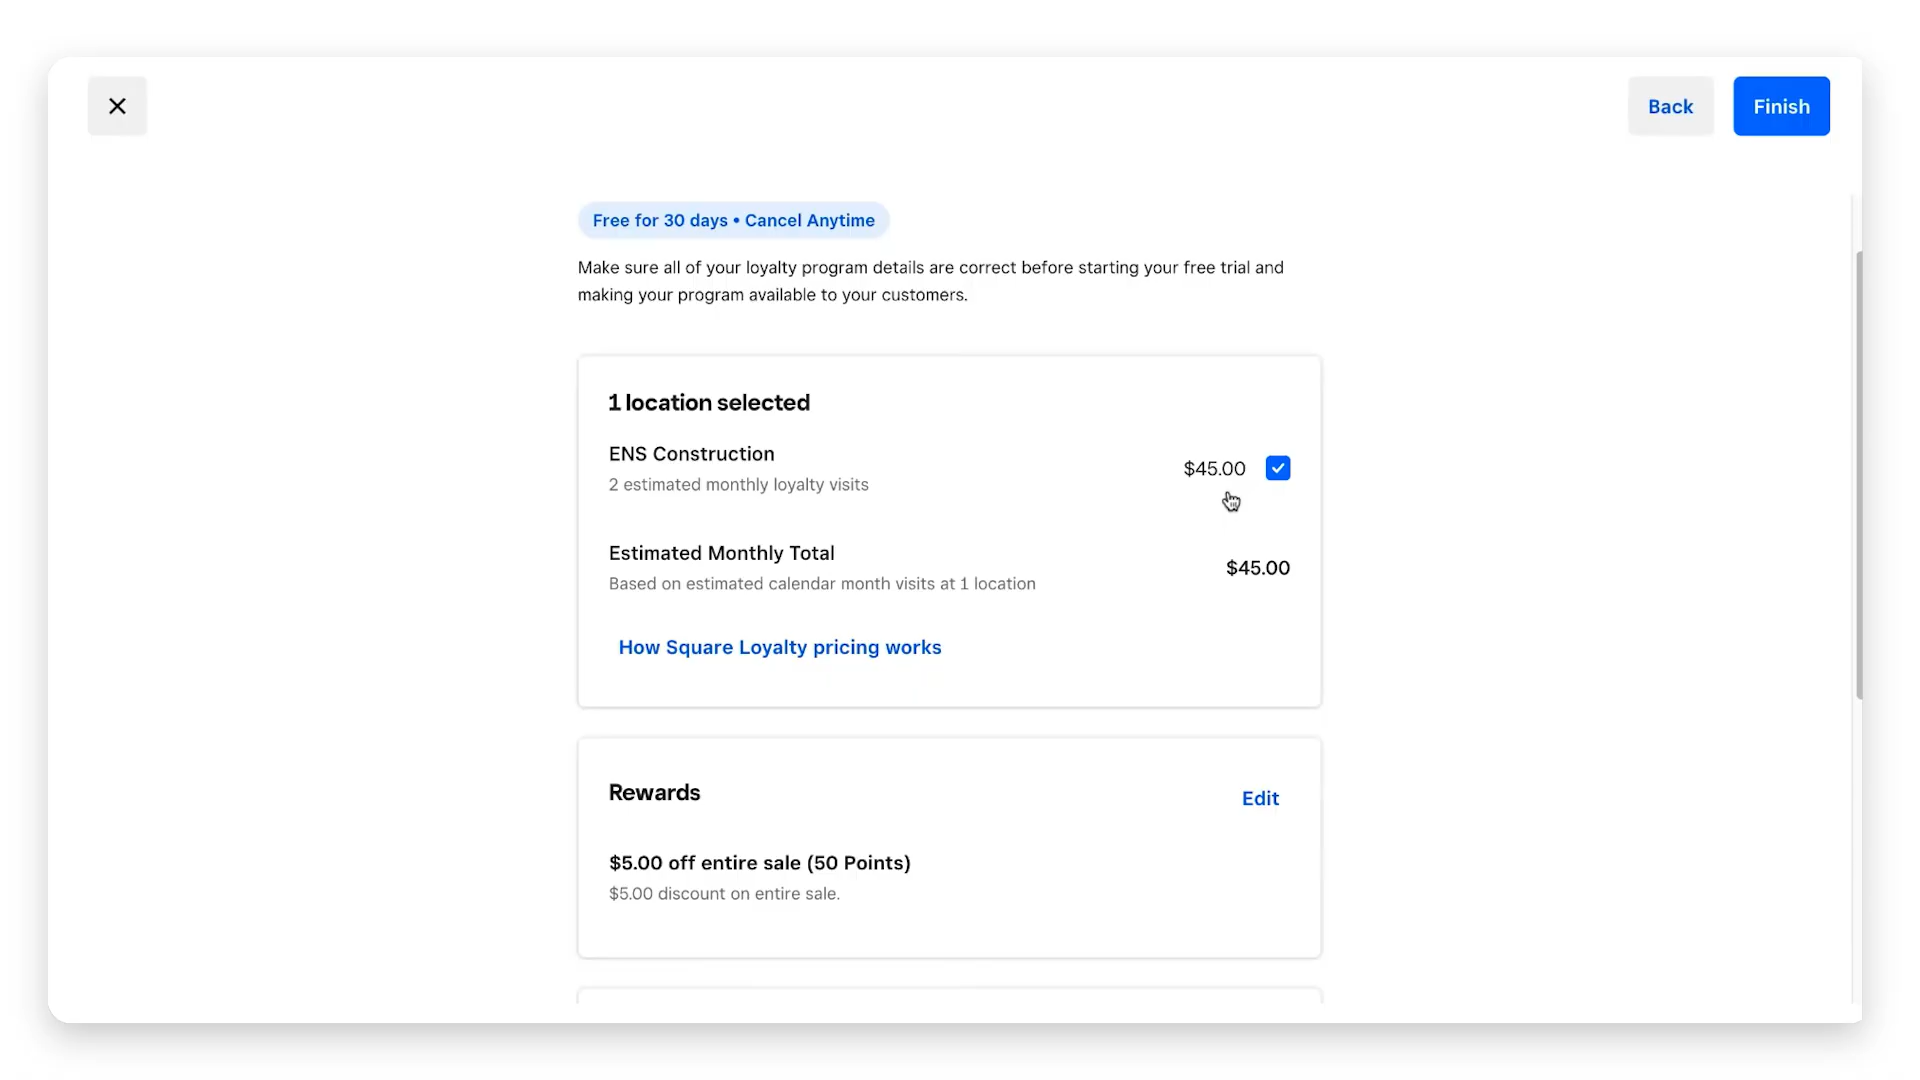 Back
Finish
Free for 30 days • Cancel Anytime
Make sure all of your loyalty program details are correct before starting your free trial and
making your program available to your customers.
1 location selected
ENS Construction
$45.00
2 estimated monthly loyalty visits
Estimated Monthly Total
$45.00
Based on estimated calendar month visits at 1 location
How Square Loyalty pricing works
Rewards
Edit
$5.00 off entire sale (50 Points)
$5.00 discount on entire sale.